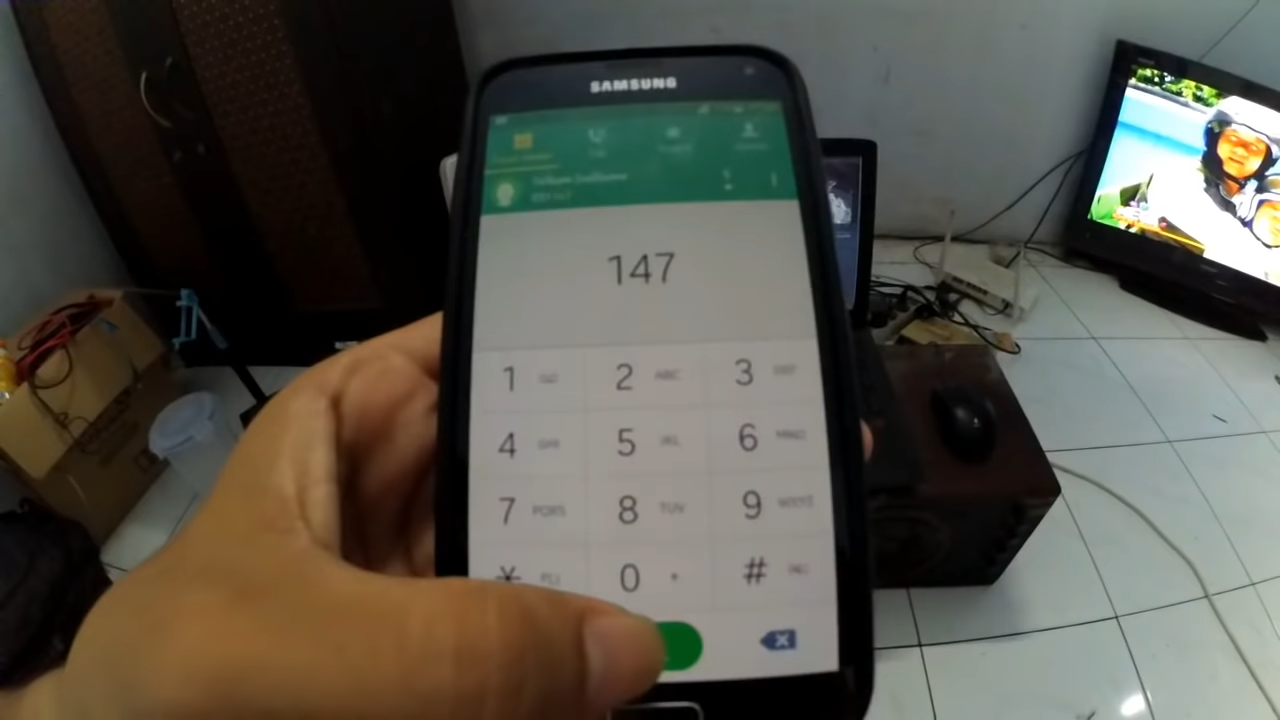 SAMSUNG
147
1
2 ABC
3 DEF
4 GHI
5 JKL
6 MNO
7 PQRS
8 TUV
9 WXYZ
*
0 +
#